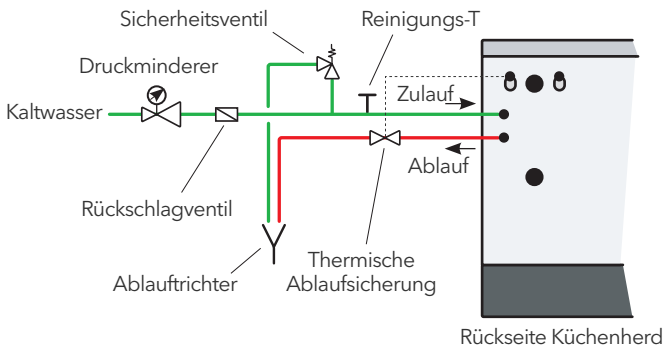 Sicherheitsventil
Reinigungs-T
Druckminderer
Kaltwasser
Zulauf
Ablauf
Rückschlagventil
Ablauftrichter
Thermische
Ablaufsicherung
Rückseite Küchenherd